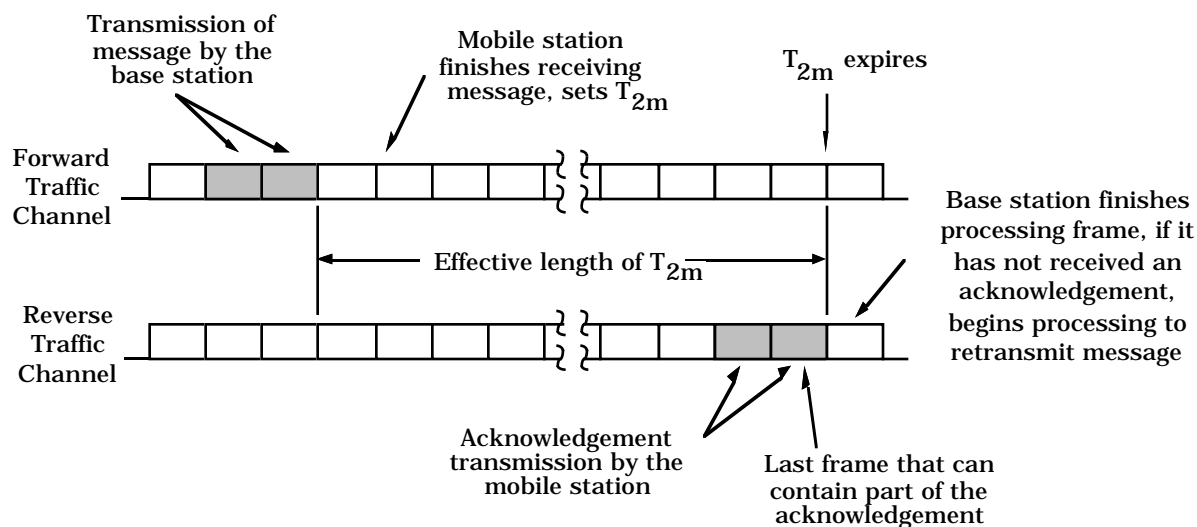 Transmission of
message by the
base station
Mobile station
finishes receiving
message, sets T2m
T2m expires
Forward
Traffic
Channel
Effective length of T2m
Base station finishes
processing frame, if it
has not received an
acknowledgement,
begins processing to
retransmit message
Reverse
Traffic
Channel
Acknowledgement
transmission by the
mobile station
Last frame that can
contain part of the
acknowledgement